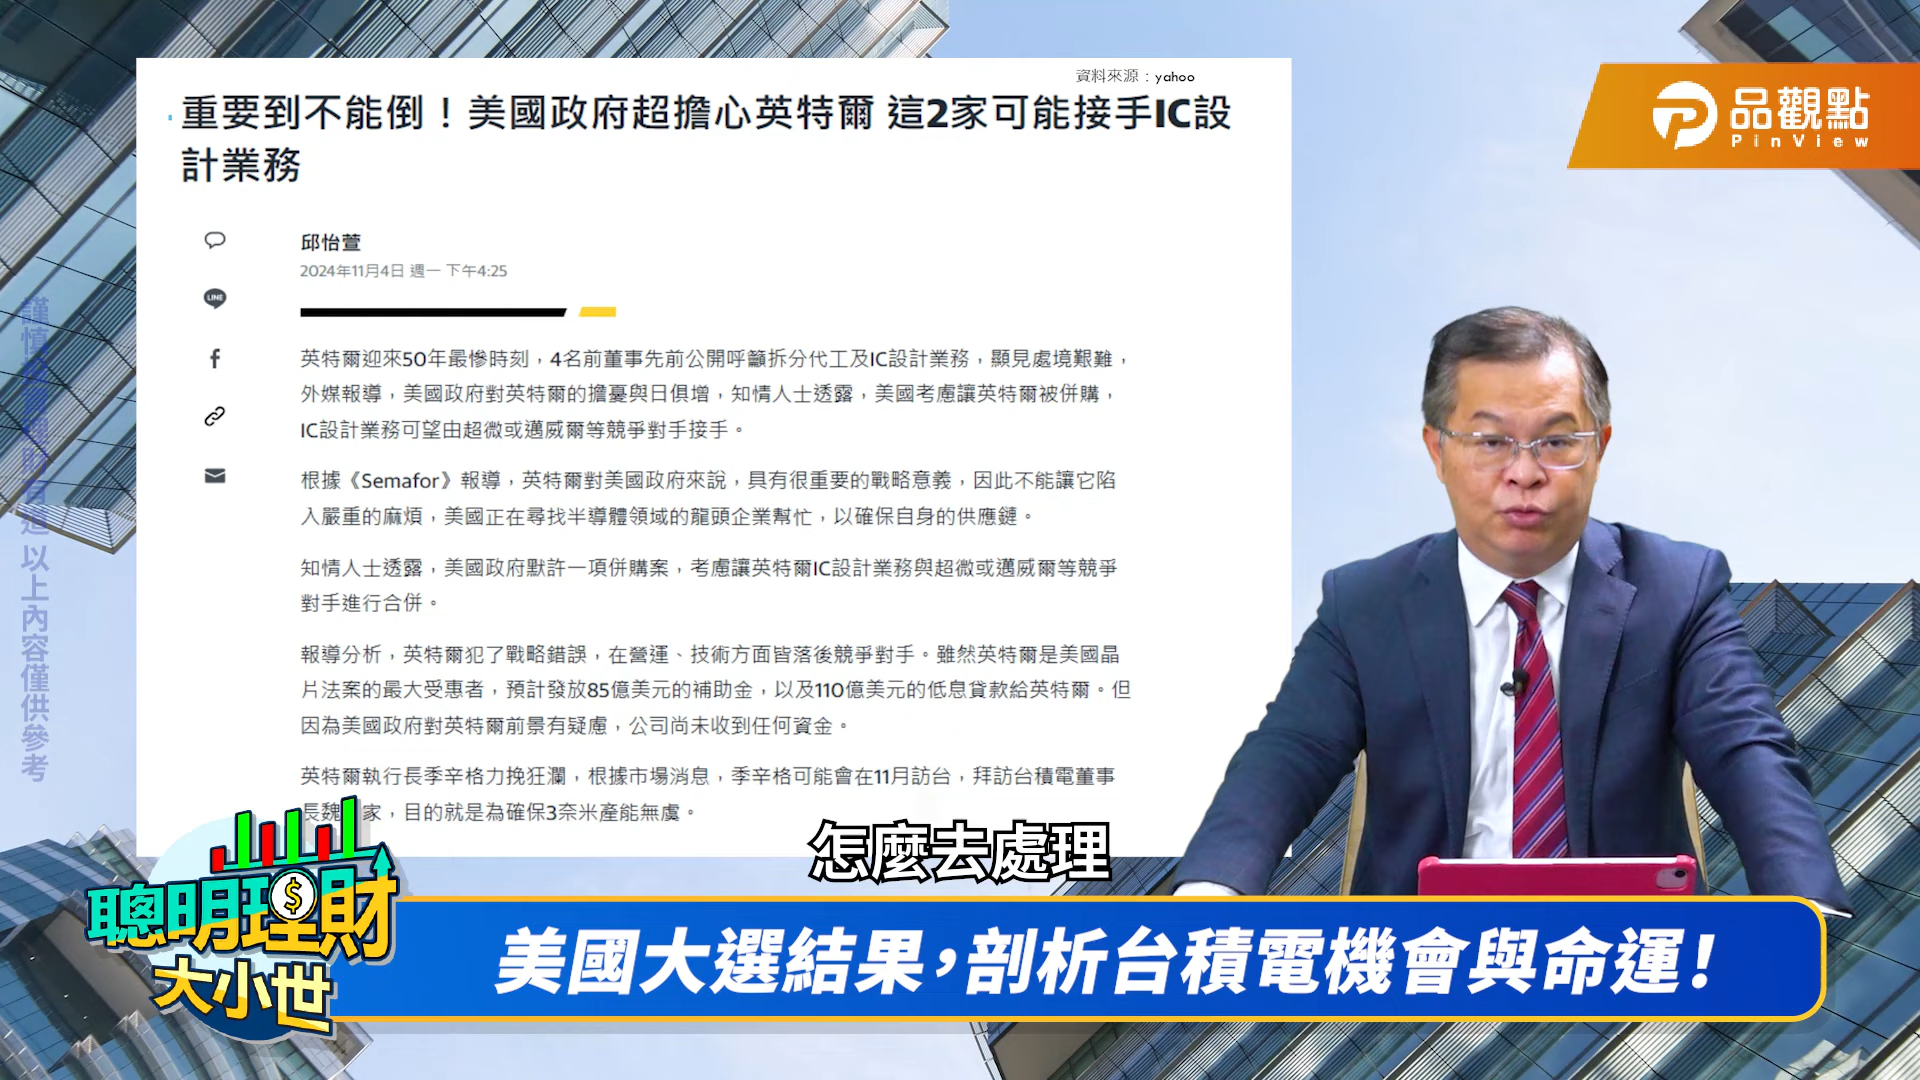 資料來源：yahoo
重要到不能倒！美國政府超擔心英特爾 這2家可能接手IC設
計業務
品觀點
PinView
邱怡萱
2024年11月4日 週一 下午4:25
LINE
英特爾迎來50年最慘時刻，4名前董事先前公開呼籲拆分代工及IC設計業務，顯見處境艱難，
外媒報導，美國政府對英特爾的擔憂與日俱增，知情人士透露，美國考慮讓英特爾被併購，
IC設計業務可望由超微或邁威爾等競爭對手接手。
根據《Semafor》報導，英特爾對美國政府來說，具有很重要的戰略意義，因此不能讓它陷
入嚴重的麻煩，美國正在尋找半導體領域的龍頭企業幫忙，以確保自身的供應鏈。
知情人士透露，美國政府默許一項併購案，考慮讓英特爾IC設計業務與超微或邁威爾等競爭
對手進行合併。
報導分析，英特爾犯了戰略錯誤，在營運、技術方面皆落後競爭對手。雖然英特爾是美國晶
片法案的最大受惠者，預計發放85億美元的補助金，以及110億美元的低息貸款給英特爾。但
因為美國政府對英特爾前景有疑慮，公司尚未收到任何資金。
英特爾執行長季辛格力挽狂瀾，根據市場消息，季辛格可能會在11月訪台，拜訪台積電董事
長魏家，目的就是為確保3奈米產能無虞。
以上內容僅供參考
怎麼去處理
聰明理財
$
大小世
美國大選結果，剖析台積電機會與命運！